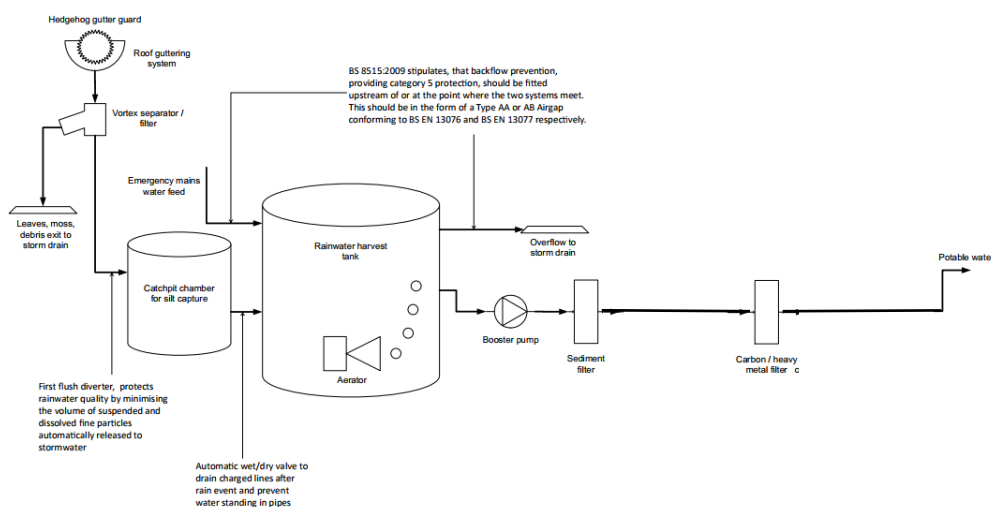 Hedgehog gutter guard
Roof guttering
system
Vortex separator /
filter
Leaves, moss,
debris exit to
storm drain
BS 8515:2009 stipulates, that backflow prevention,
providing category 5 protection, should be fitted
upstream of or at the point where the two systems meet.
This should be in the form of a Type AA or AB Airgap
conforming to BS EN 13076 and BS EN 13077 respectively.
Emergency mains
water feed
Catchpit chamber
for silt capture
Rainwater harvest
tank
Aerator
Overflow to
storm drain
Booster pump
Sediment
filter
Carbon / heavy
metal filter c
Potable wate
First flush diverter, protects
rainwater quality by minimising
the volume of suspended and
dissolved fine particles
automatically released to
stormwater
Automatic wet/dry valve to
drain charged lines after
rain event and prevent
water standing in pipes